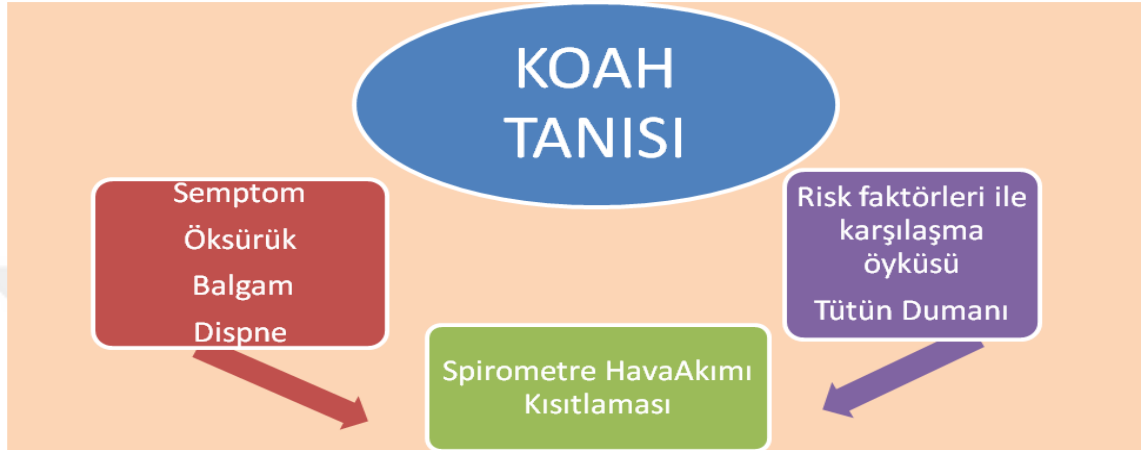 KOAH
TANISI
Semptom
Öksürük
Balgam
Dispne
Risk faktörleri ile
karşılaşma
öyküsü
Tütün Dumanı
Spirometre HavaAkımı
Kısıtlaması